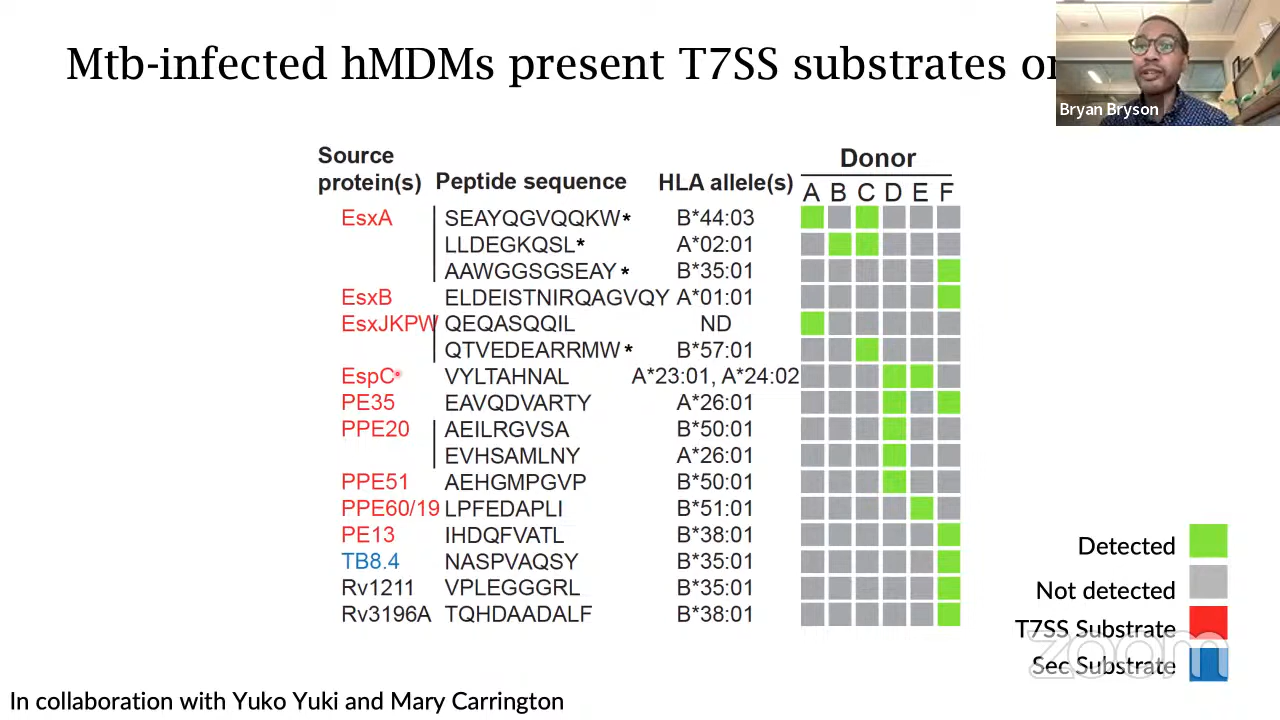 Mtb-infected hMDMs present T7SS substrates
Bryan Bryson
Source protein(s) Peptide sequence HLA allele(s) Donor
A B C D E F
EsxA SEAYQGVQQKW* B*44:03
LLDEGKQSL* A*02:01
AAWGGSGSEAY* B*35:01
EsxB ELDEISTNIRQAGVQY A*01:01
EsxJKPW QEQASQQIL ND
QTVEDEARRMW* B*57:01
EspC VYLTAHNAL A*23:01, A*24:02
PE35 EAVQDVARTY A*26:01
PPE20 AEILRGVSA B*50:01
EVHSAMLNY A*26:01
PPE51 AEHGMPGVP B*50:01
PPE60/19 LPFEDAPLI B*51:01
PE13 IHDQFVATL B*38:01
TB8.4 NASPVAQSY B*35:01
Rv1211 VPLEGGGRL B*35:01
Rv3196A TQHDAADALF B*38:01
Detected
Not detected
T7SS Substrate
Sec Substrate
zoom
In collaboration with Yuko Yuki and Mary Carrington